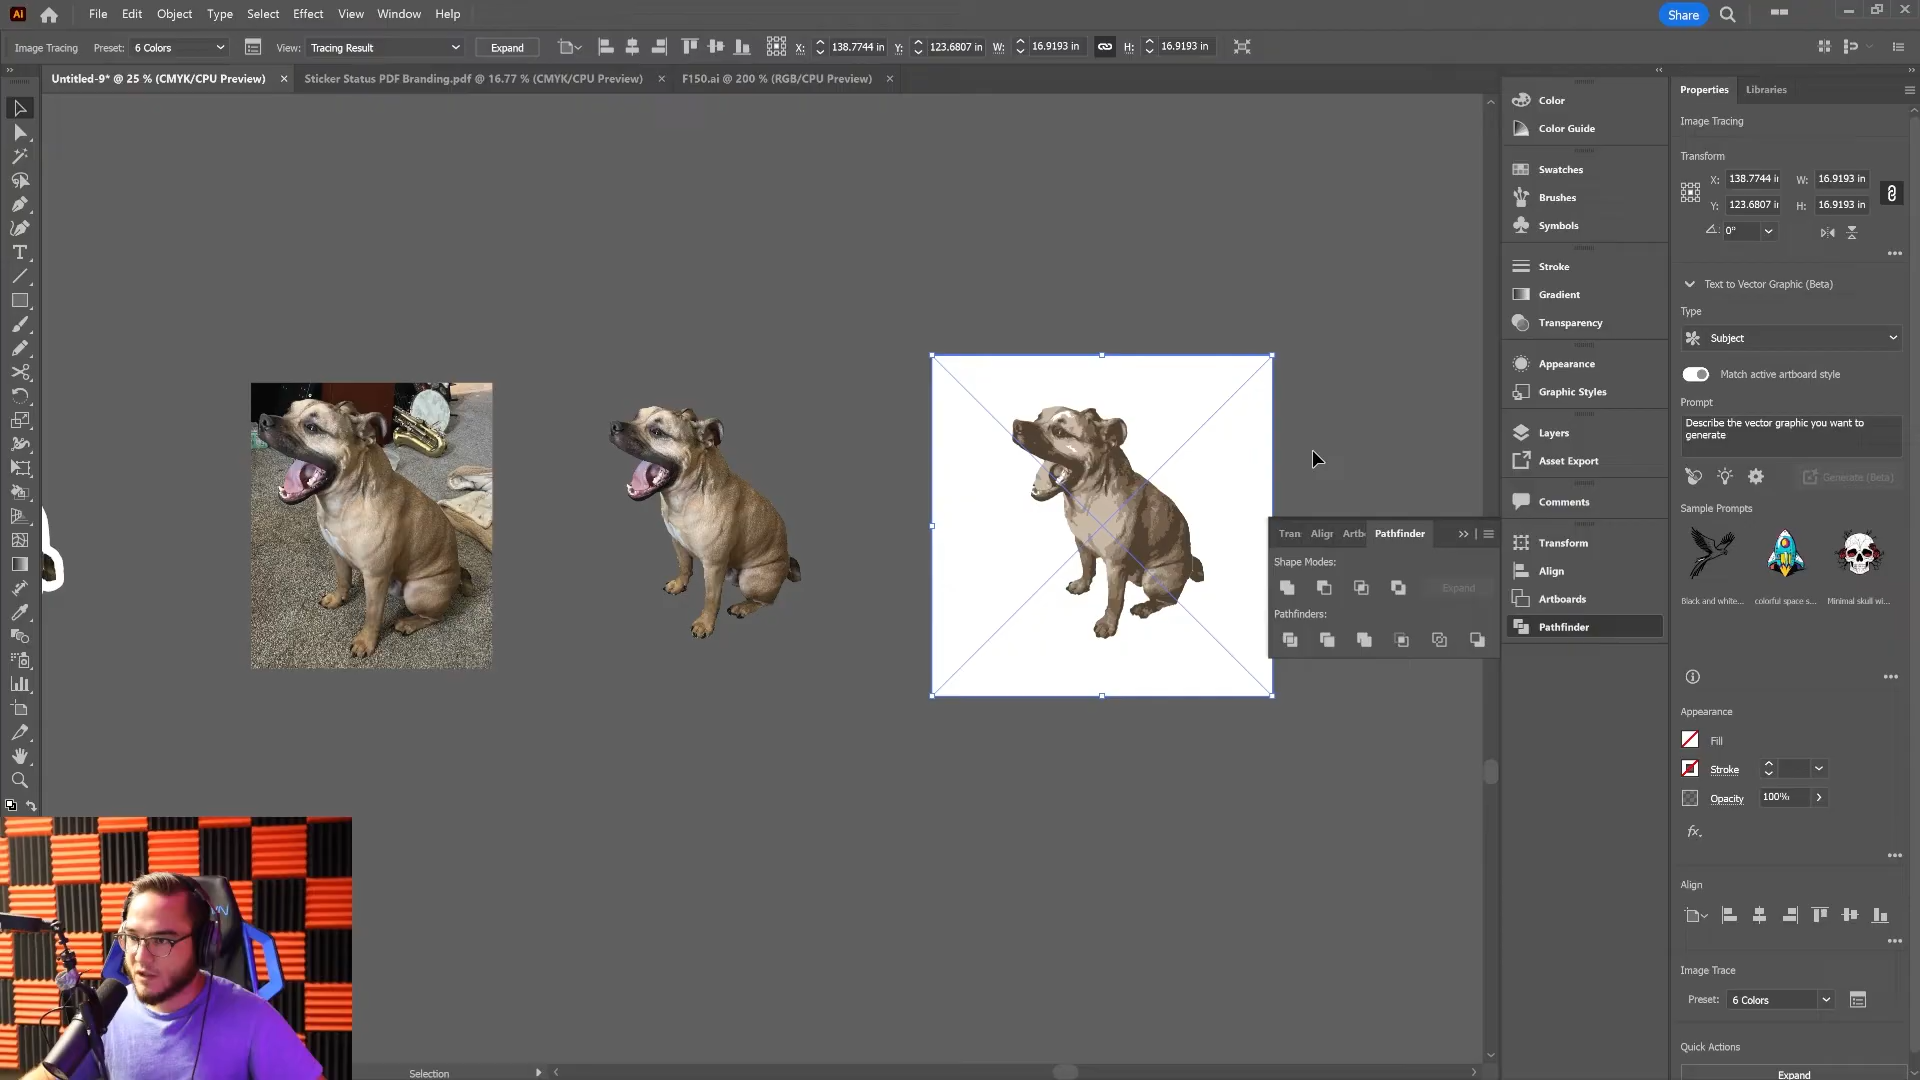 Ai File Edit Object Type Select Effect View Window Help Share
Image Tracing Preset: 6 Colors View: Tracing Result Expand X: 138.7744 in Y: 123.6807 in W: 16.9193 in H: 16.9193 in
Untitled-9* @ 25 % (CMYK/CPU Preview) Sticker Status PDF Branding.pdf @ 16.77 % (CMYK/CPU Preview) F150.ai @ 200 % (RGB/CPU Preview)
Color
Color Guide
Swatches
Brushes
Symbols
Stroke
Gradient
Transparency
Appearance
Graphic Styles
Layers
Asset Export
Comments
Transform
Align
Artboards
Pathfinder
Tran Aligr Artb Pathfinder
Shape Modes:
Expand
Pathfinders:
Properties Libraries
Image Tracing
Transform
X: 138.7744 i W: 16.9193 in
Y: 123.6807 i H: 16.9193 in
0°
Text to Vector Graphic (Beta)
Type
Subject
Match active artboard style
Prompt
Describe the vector graphic you want to
generate
Generate (Beta)
Sample Prompts
Black and white... colorful space s... Minimal skull wi...
Appearance
Fill
Stroke
Opacity 100%
fx.
Align
Image Trace
Preset: 6 Colors
Quick Actions
Expand
Selection